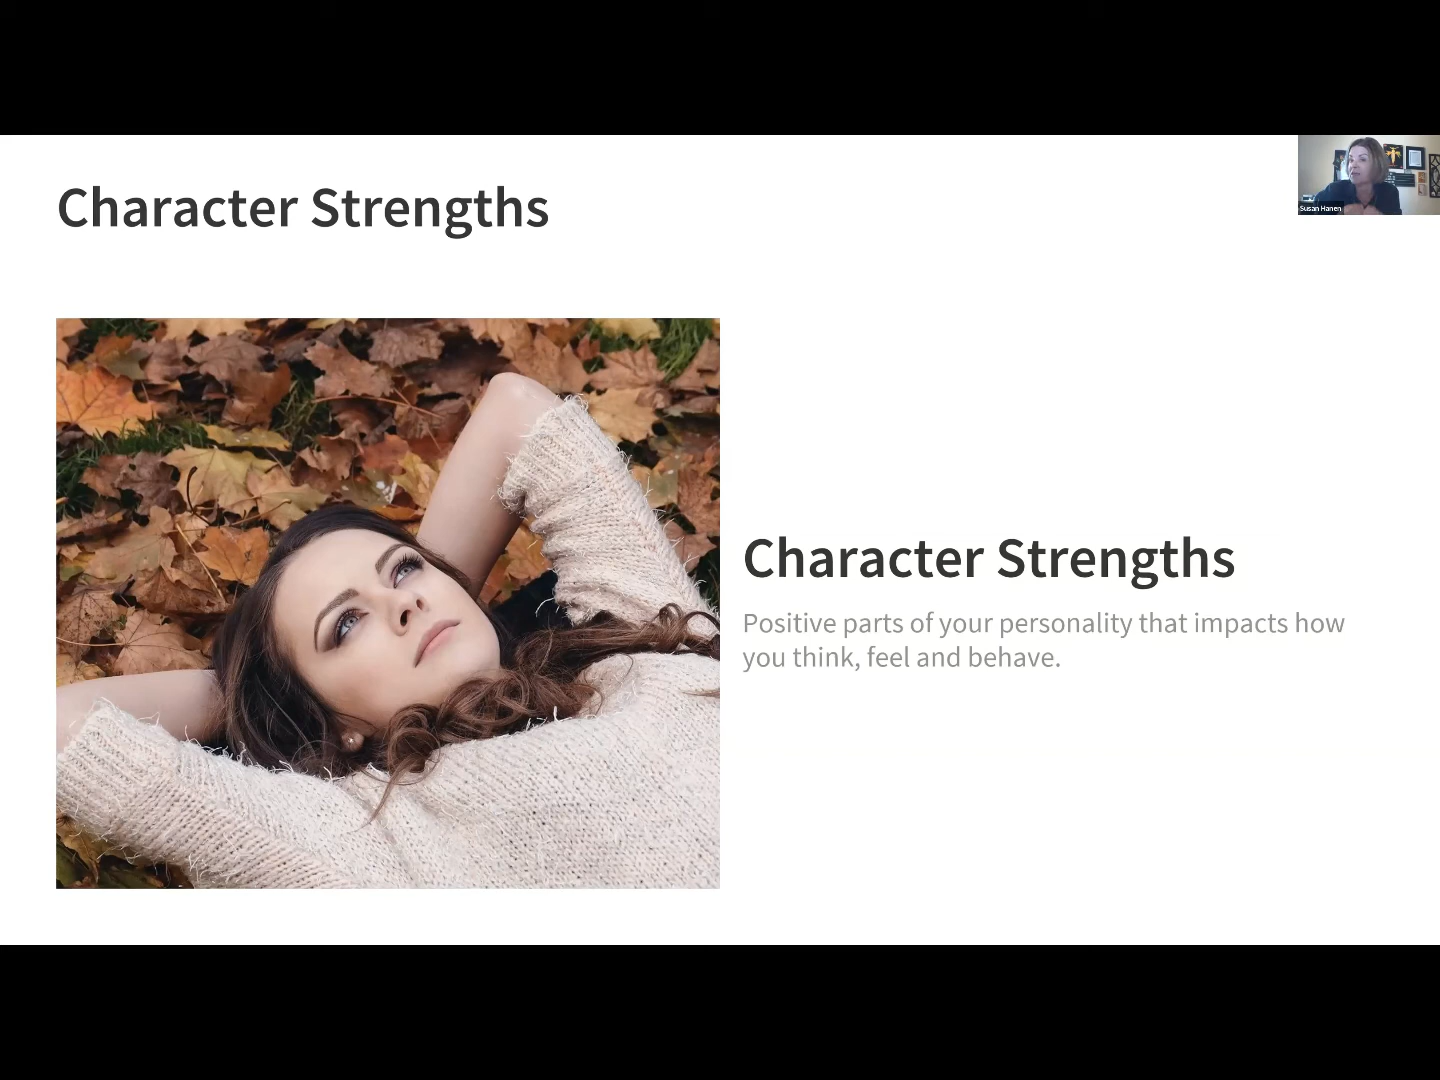 Character Strengths
Susan Hanen
Character Strengths
Positive parts of your personality that impacts how
you think, feel and behave.